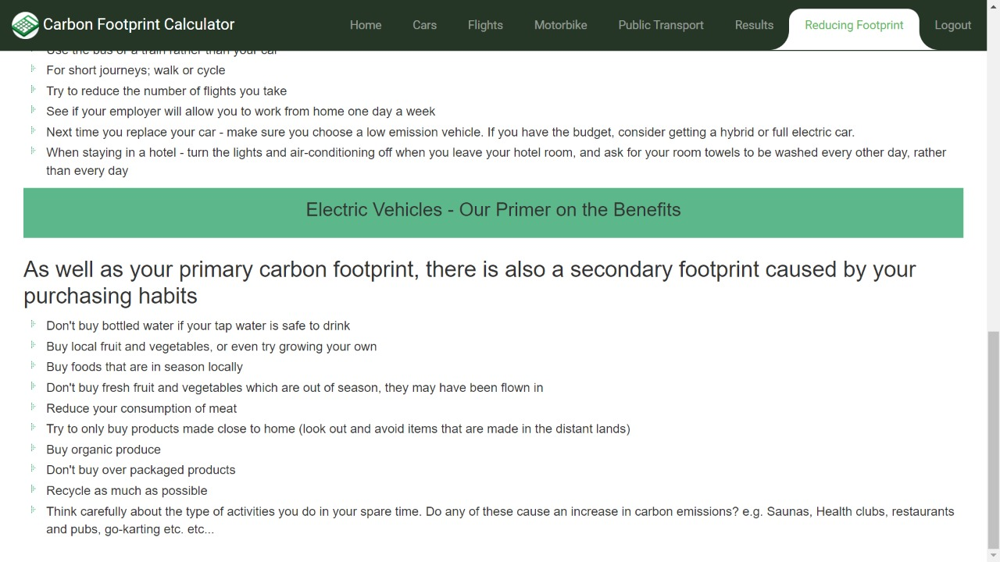 Carbon Footprint Calculator
Home
Cars
Flights
Motorbike
Public Transport
Results
Reducing Footprint
Logout
Use the bus or a train rather than your car
For short journeys; walk or cycle
Try to reduce the number of flights you take
See if your employer will allow you to work from home one day a week
Next time you replace your car - make sure you choose a low emission vehicle. If you have the budget, consider getting a hybrid or full electric car.
When staying in a hotel - turn the lights and air-conditioning off when you leave your hotel room, and ask for your room towels to be washed every other day, rather
than every day
Electric Vehicles - Our Primer on the Benefits
As well as your primary carbon footprint, there is also a secondary footprint caused by your
purchasing habits
Don't buy bottled water if your tap water is safe to drink
Buy local fruit and vegetables, or even try growing your own
Buy foods that are in season locally
Don't buy fresh fruit and vegetables which are out of season, they may have been flown in
Reduce your consumption of meat
Try to only buy products made close to home (look out and avoid items that are made in the distant lands)
Buy organic produce
Don't buy over packaged products
Recycle as much as possible
Think carefully about the type of activities you do in your spare time. Do any of these cause an increase in carbon emissions? e.g. Saunas, Health clubs, restaurants
and pubs, go-karting etc. etc...